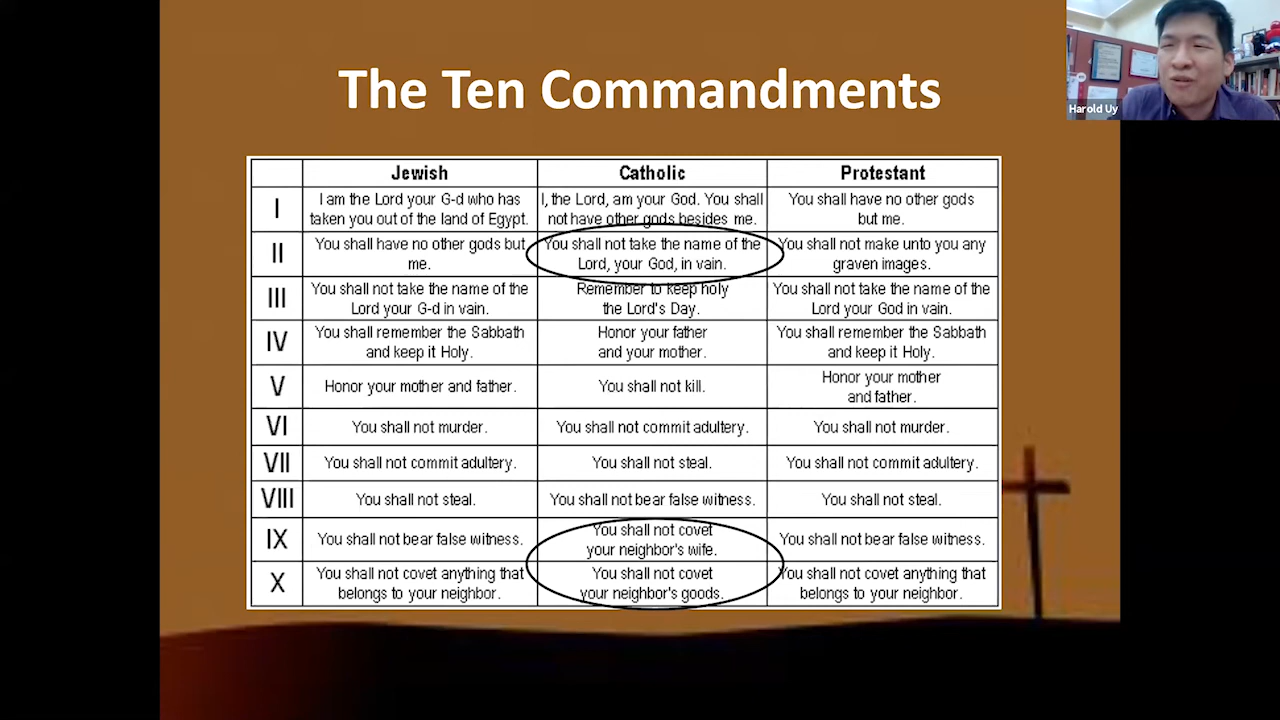 The Ten Commandments
Harold Uy
Jewish Catholic Protestant
I
I am the Lord your G-d who has
taken you out of the land of Egypt.
I, the Lord, am your God. You shall
not have other gods besides me.
You shall have no other gods
but me.
II
You shall have no other gods but
me.
You shall not take the name of the
Lord, your God, in vain.
You shall not make unto you any
graven images.
III
You shall not take the name of the
Lord your G-d in vain.
Remember to keep holy
the Lord's Day.
You shall not take the name of the
Lord your God in vain.
IV
You shall remember the Sabbath
and keep it Holy.
Honor your father
and your mother.
You shall remember the Sabbath
and keep it Holy.
V
Honor your mother and father.
You shall not kill.
Honor your mother
and father.
VI
You shall not murder.
You shall not commit adultery.
You shall not murder.
VII
You shall not commit adultery.
You shall not steal.
You shall not commit adultery.
VIII
You shall not steal.
You shall not bear false witness.
You shall not steal.
IX
You shall not bear false witness.
You shall not covet
your neighbor's wife.
You shall not bear false witness.
X
You shall not covet anything that
belongs to your neighbor.
You shall not covet
your neighbor's goods.
You shall not covet anything that
belongs to your neighbor.